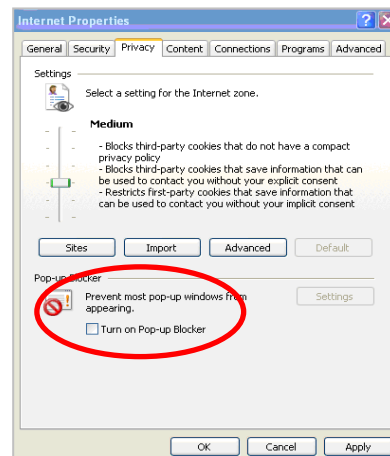 Internet Properties
General Security Privacy Content Connections Programs Advanced
Settings
Select a setting for the Internet zone.
Medium
- Blocks third-party cookies that do not have a compact
privacy policy
- Blocks third-party cookies that save information that can
be used to contact you without your explicit consent
- Restricts first-party cookies that save information that
can be used to contact you without your implicit consent
Sites Import Advanced Default
Pop-up Blocker
Prevent most pop-up windows from
appearing.
Settings
Turn on Pop-up Blocker
OK Cancel Apply